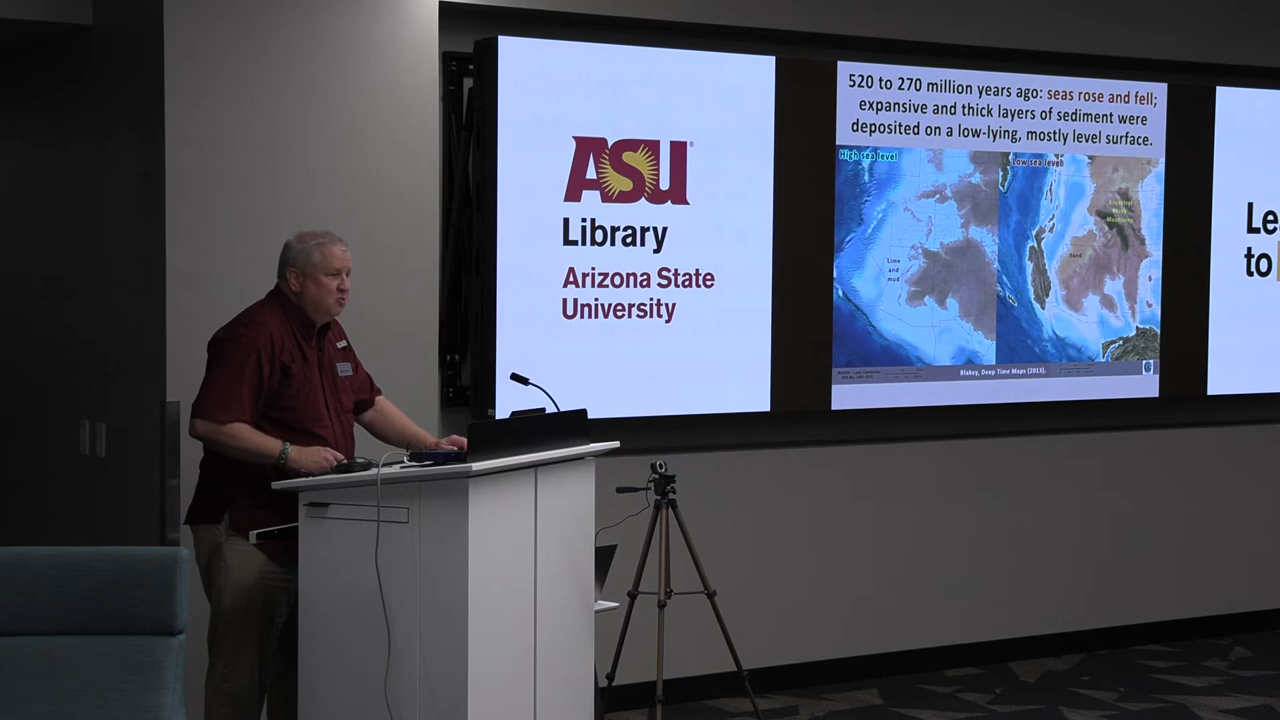 ASU
Library
Arizona State
University
520 to 270 million years ago: seas rose and fell;
expansive and thick layers of sediment were
deposited on a low-lying, mostly level surface.
High sea level
Low sea level
Ancestral
Rocky
Mountains
Sand
Lime
and
mud
Blakey, Deep Time Maps (2013).
Le
to